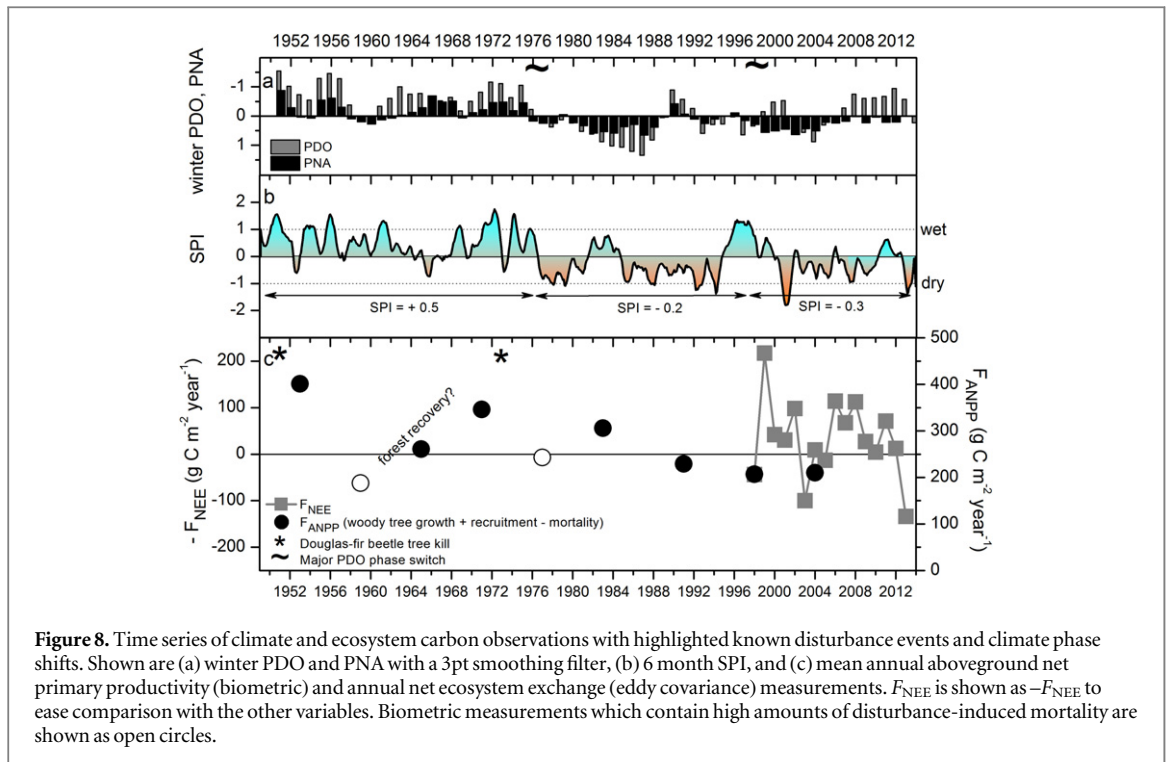 1952 1956 1960 1964 1968 1972 1976 1980 1984 1988 1992 1996 2000 2004 2008 2012
~ ~
a
winter PDO, PNA
-1
0
1
PDO
PNA
b
SPI
2
1
0
-1
-2
wet
dry
SPI = + 0.5
SPI = - 0.2
SPI = - 0.3
c
* *
- F_NEE (g C m⁻² year⁻¹)
200
100
0
-100
-200
forest recovery?
F_NEE
F_ANPP (woody tree growth + recruitment - mortality)
* Douglas-fir beetle tree kill
~ Major PDO phase switch
500
400
300
200
100
0
F_ANPP (g C m⁻² year⁻¹)
1952 1956 1960 1964 1968 1972 1976 1980 1984 1988 1992 1996 2000 2004 2008 2012
Figure 8. Time series of climate and ecosystem carbon observations with highlighted known disturbance events and climate phase
shifts. Shown are (a) winter PDO and PNA with a 3pt smoothing filter, (b) 6 month SPI, and (c) mean annual aboveground net
primary productivity (biometric) and annual net ecosystem exchange (eddy covariance) measurements. F_NEE is shown as –F_NEE to
ease comparison with the other variables. Biometric measurements which contain high amounts of disturbance-induced mortality are
shown as open circles.